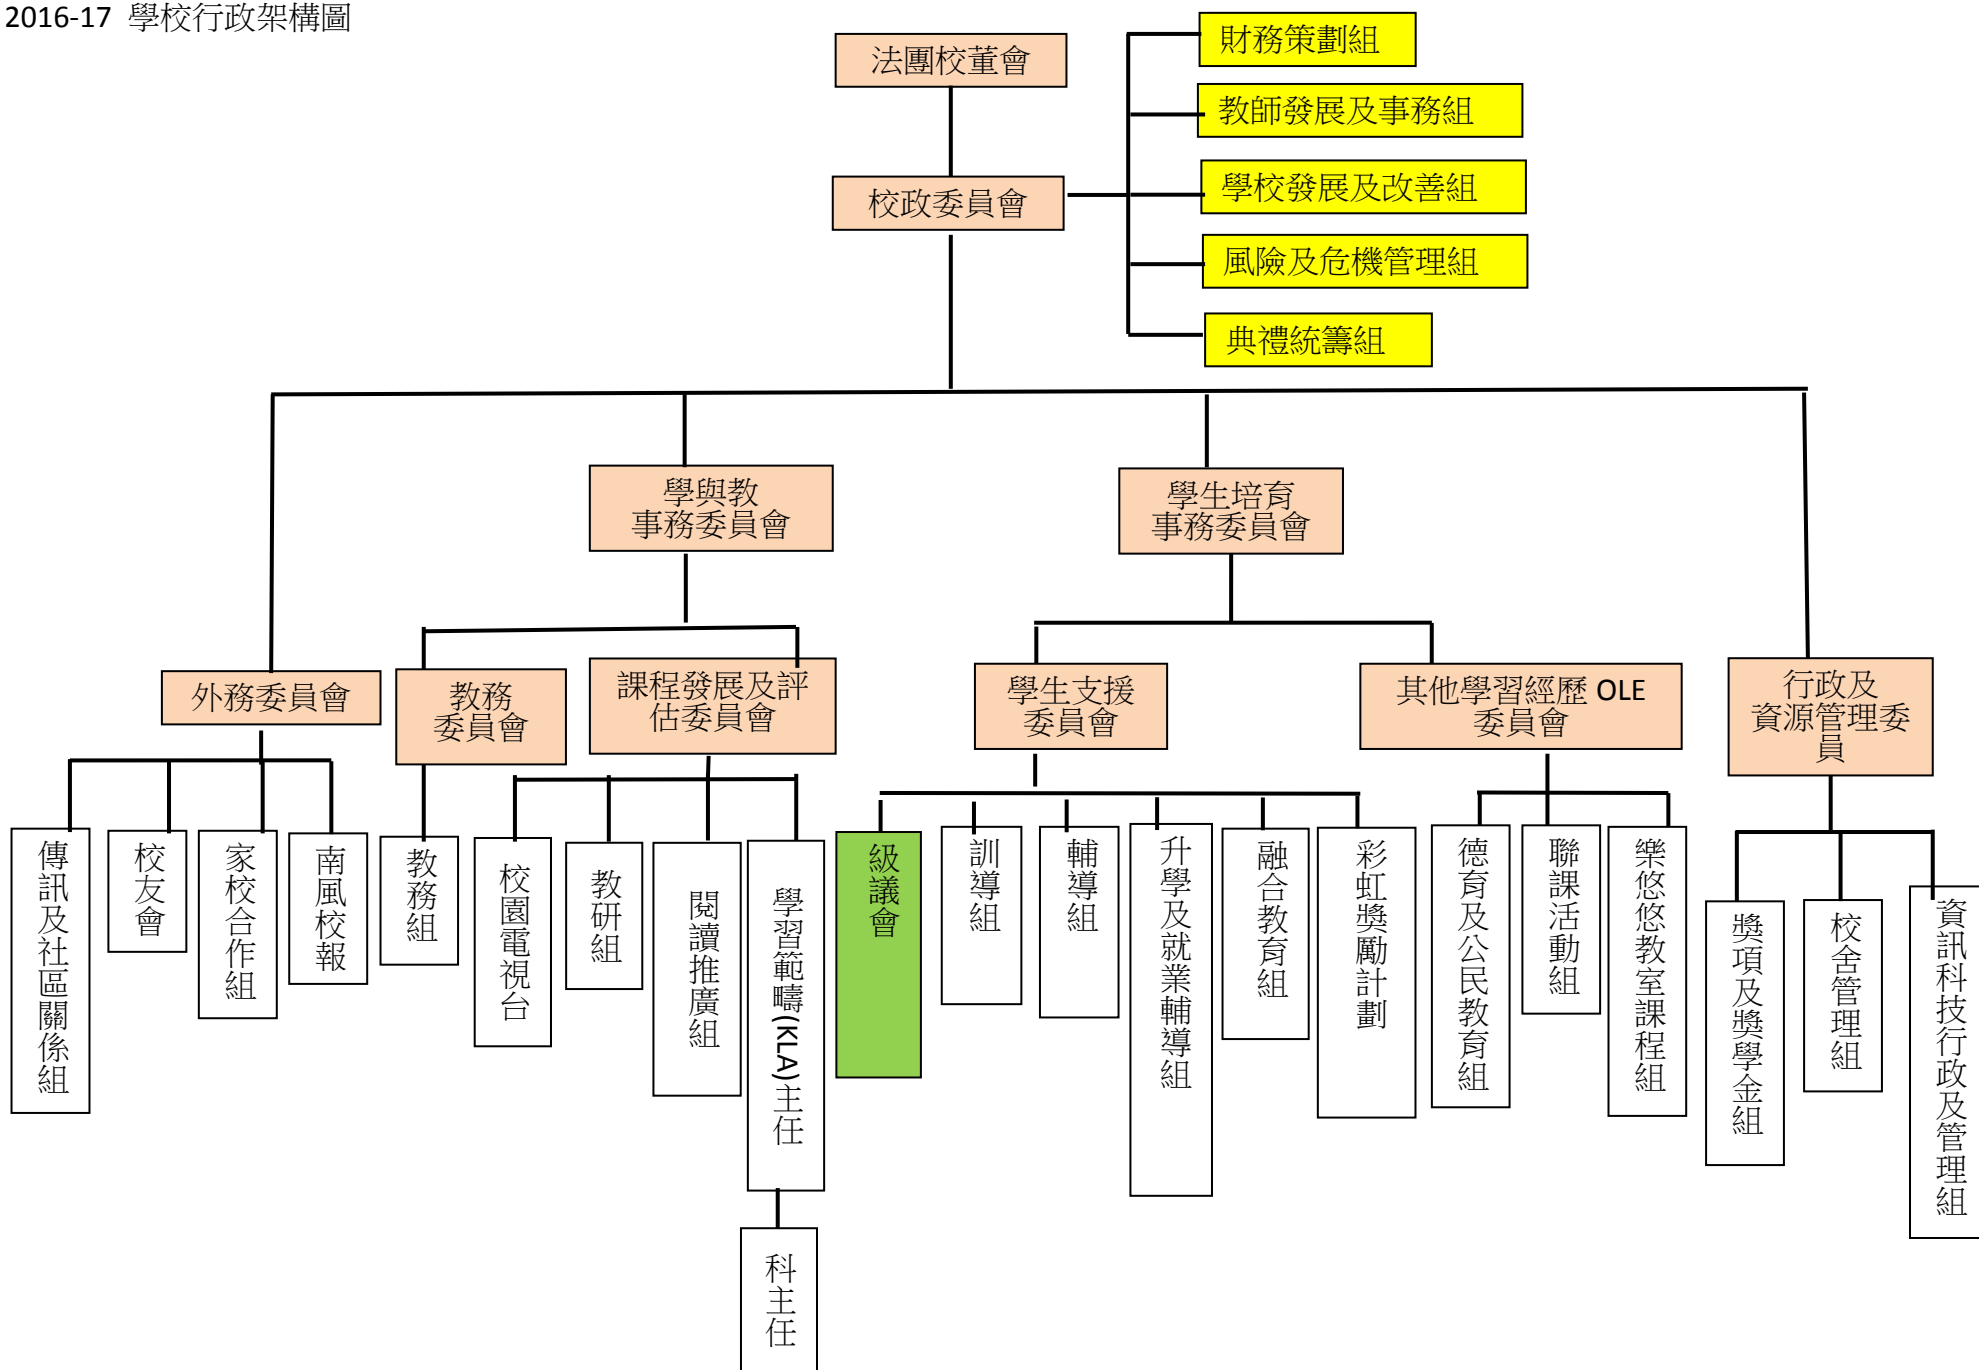 2016-17 學校行政架構圖
法團校董會
財務策劃組
教師發展及事務組
校政委員會
學校發展及改善組
風險及危機管理組
典禮統籌組
學與教
事務委員會
學生培育
事務委員會
外務委員會
教務
委員會
課程發展及評
估委員會
學生支援
委員會
其他學習經歷 OLE
委員會
行政及
資源管理委
員
傳訊及社區關係組
校友會
家校合作組
南風校報
教務組
校園電視台
教研組
閱讀推廣組
學習範疇(KLA)主任
級議會
訓導組
輔導組
升學及就業輔導組
融合教育組
彩虹獎勵計劃
德育及公民教育組
聯課活動組
樂悠悠教室課程組
獎項及獎學金組
校舍管理組
資訊科技行政及管理組
科主任